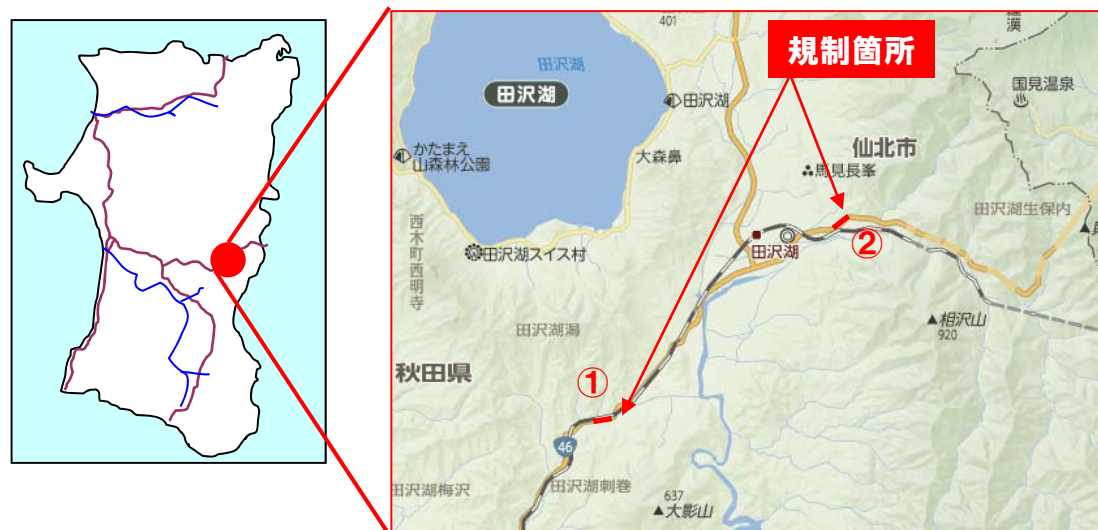 401
羅
漢
規制箇所
田沢湖
田沢湖
田沢湖
国見温泉
かたまえ
山森林公園
大森鼻
仙北市
馬見長峯
田沢湖生保内
西木町西明寺
田沢湖スイス村
田沢湖
②
相沢山
920
田沢湖潟
秋田県
①
46
田沢湖梅沢
田沢湖刺巻
637
大影山